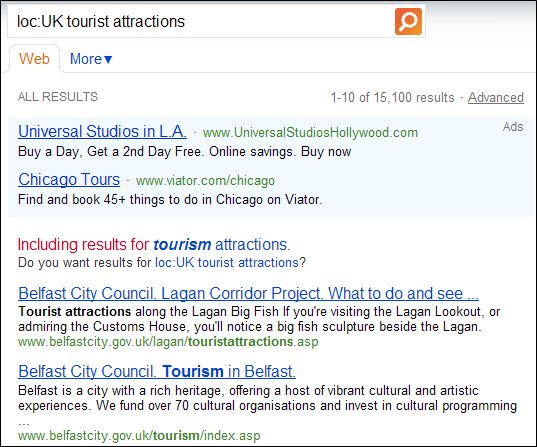 loc:UK tourist attractions
Web More▼
ALL RESULTS 1-10 of 15,100 results · Advanced
Universal Studios in L.A. · www.UniversalStudiosHollywood.com Ads
Buy a Day, Get a 2nd Day Free. Online savings. Buy now
Chicago Tours · www.viator.com/chicago
Find and book 45+ things to do in Chicago on Viator.
Including results for tourism attractions.
Do you want results for loc:UK tourist attractions?
Belfast City Council. Lagan Corridor Project. What to do and see ...
Tourist attractions along the Lagan Big Fish If you're visiting the Lagan Lookout, or
admiring the Customs House, you'll notice a big fish sculpture beside the Lagan.
www.belfastcity.gov.uk/lagan/touristattractions.asp
Belfast City Council. Tourism in Belfast.
Belfast is a city with a rich heritage, offering a host of vibrant cultural and artistic
experiences. We fund over 70 cultural organisations and invest in cultural programming
...
www.belfastcity.gov.uk/tourism/index.asp